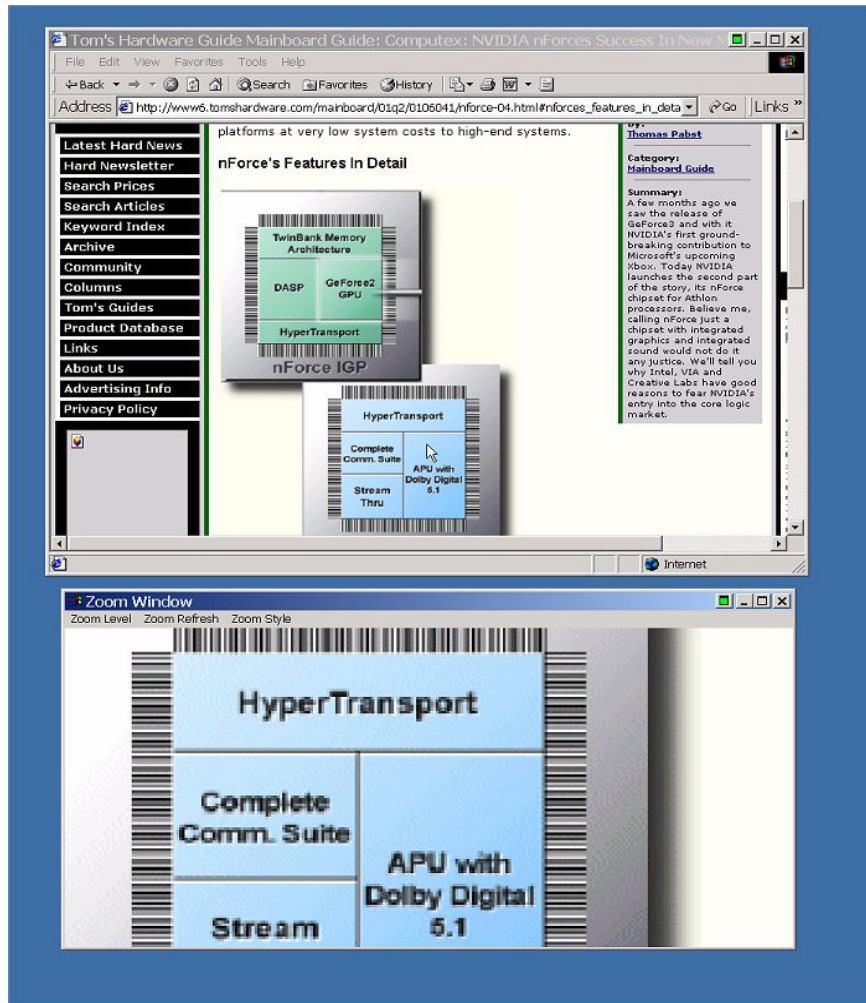 Tom's Hardware Guide Mainboard Guide: Computex: NVIDIA nForces Success In New M
File Edit View Favorites Tools Help
Back Search Favorites History
Address http://www6.tomshardware.com/mainboard/01q2/0106041/nforce-04.html#nforces_features_in_deta Go Links »
Latest Hard News
Hard Newsletter
Search Prices
Search Articles
Keyword Index
Archive
Community
Columns
Tom's Guides
Product Database
Links
About Us
Advertising Info
Privacy Policy
platforms at very low system costs to high-end systems.
nForce's Features In Detail
TwinBank Memory
Architecture
DASP
GeForce2
GPU
HyperTransport
nForce IGP
HyperTransport
Complete
Comm. Suite
APU with
Dolby Digital
5.1
Stream
Thru
By:
Thomas Pabst
Category:
Mainboard Guide
Summary:
A few months ago we
saw the release of
GeForce3 and with it
NVIDIA's first ground-
breaking contribution to
Microsoft's upcoming
Xbox. Today NVIDIA
launches the second part
of the story, its nForce
chipset for Athlon
processors. Believe me,
calling nForce just a
chipset with integrated
graphics and integrated
sound would not do it
any justice. We'll tell you
why Intel, VIA and
Creative Labs have good
reasons to fear NVIDIA's
entry into the core logic
market.
Internet
Zoom Window
Zoom Level Zoom Refresh Zoom Style
HyperTransport
Complete
Comm. Suite
APU with
Dolby Digital
5.1
Stream